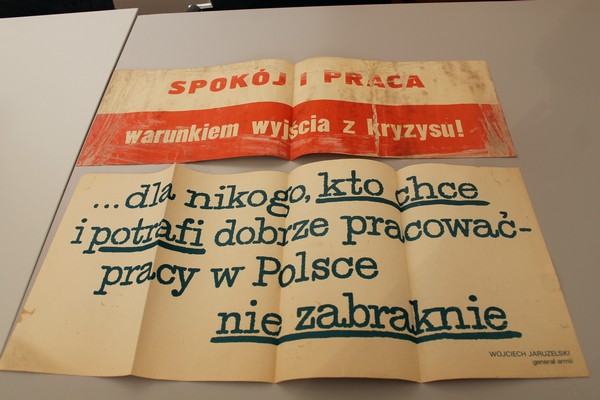 SPOKÓJ I PRACA
warunkiem wyjścia z kryzysu!
...dla nikogo, kto chce
i potrafi dobrze pracować-
pracy w Polsce
nie zabraknie
WOJCIECH JARUZELSKI
generał armii